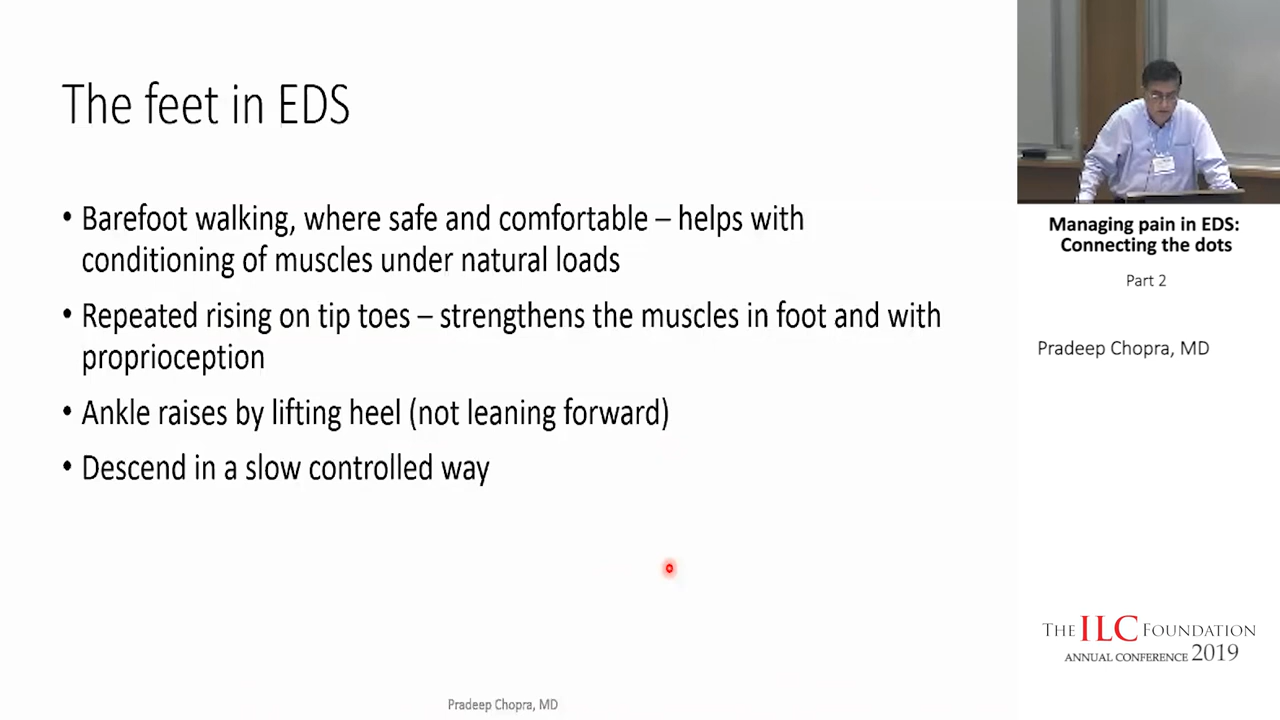 The feet in EDS
• Barefoot walking, where safe and comfortable – helps with
conditioning of muscles under natural loads
• Repeated rising on tip toes – strengthens the muscles in foot and with
proprioception
• Ankle raises by lifting heel (not leaning forward)
• Descend in a slow controlled way
Pradeep Chopra, MD
Managing pain in EDS:
Connecting the dots
Part 2
Pradeep Chopra, MD
THE ILC FOUNDATION
ANNUAL CONFERENCE 2019